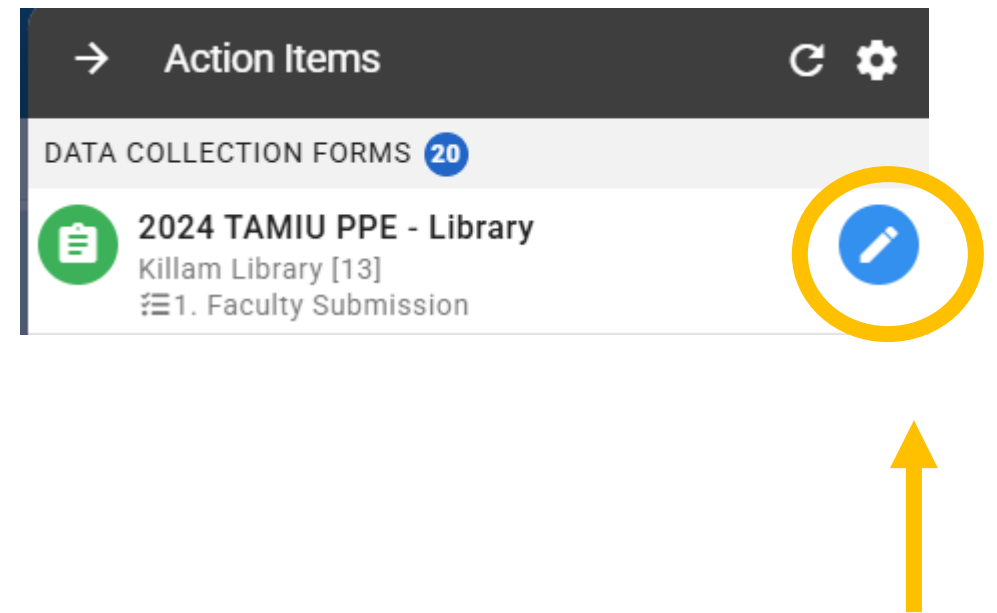 Action Items
DATA COLLECTION FORMS 20
2024 TAMIU PPE - Library
Killam Library [13]
1. Faculty Submission